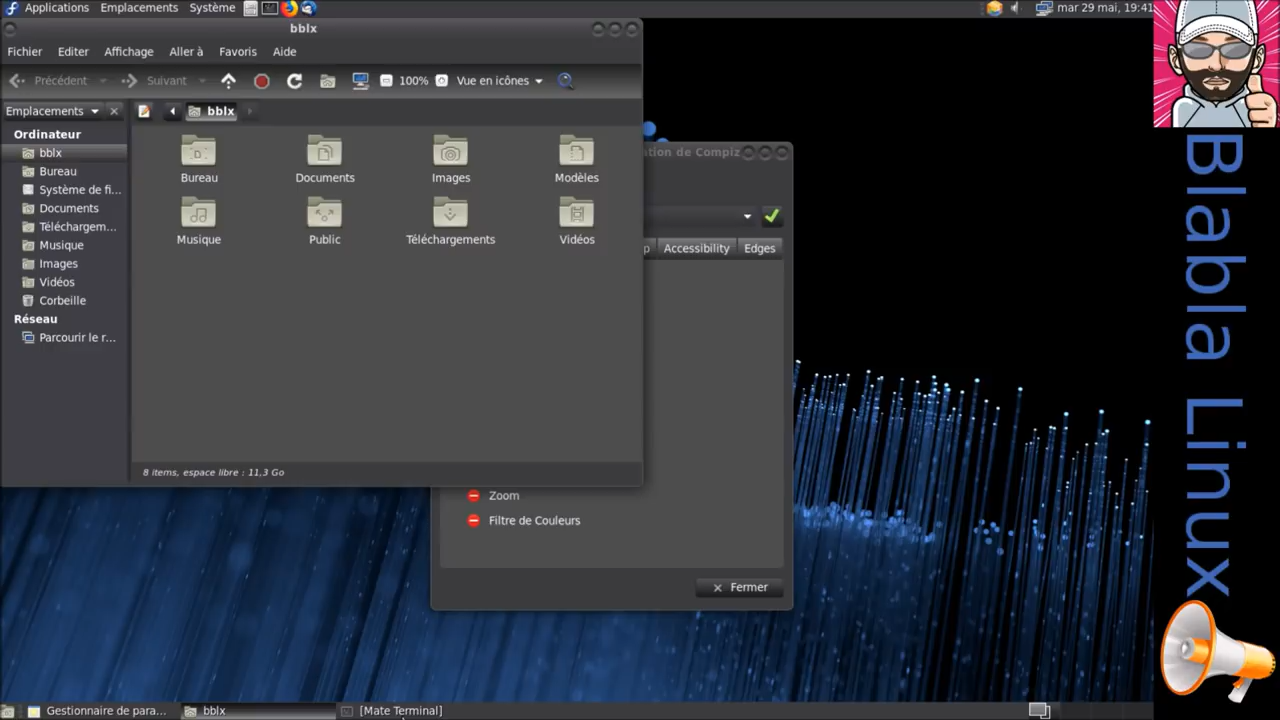 Applications Emplacements Système
mar 29 mai, 19:41
bblx
Fichier Editer Affichage Aller à Favoris Aide
Précédent Suivant 100% Vue en icônes
Emplacements bblx
Ordinateur
bblx
Bureau
Système de fi...
Documents
Téléchargem...
Musique
Images
Vidéos
Corbeille
Réseau
Parcourir le r...
Bureau Documents Images Modèles
Musique Public Téléchargements Vidéos
8 items, espace libre : 11,3 Go
ation de Compiz
p Accessibility Edges
Zoom
Filtre de Couleurs
Fermer
Gestionnaire de para... bblx [Mate Terminal]
Blabla Linux